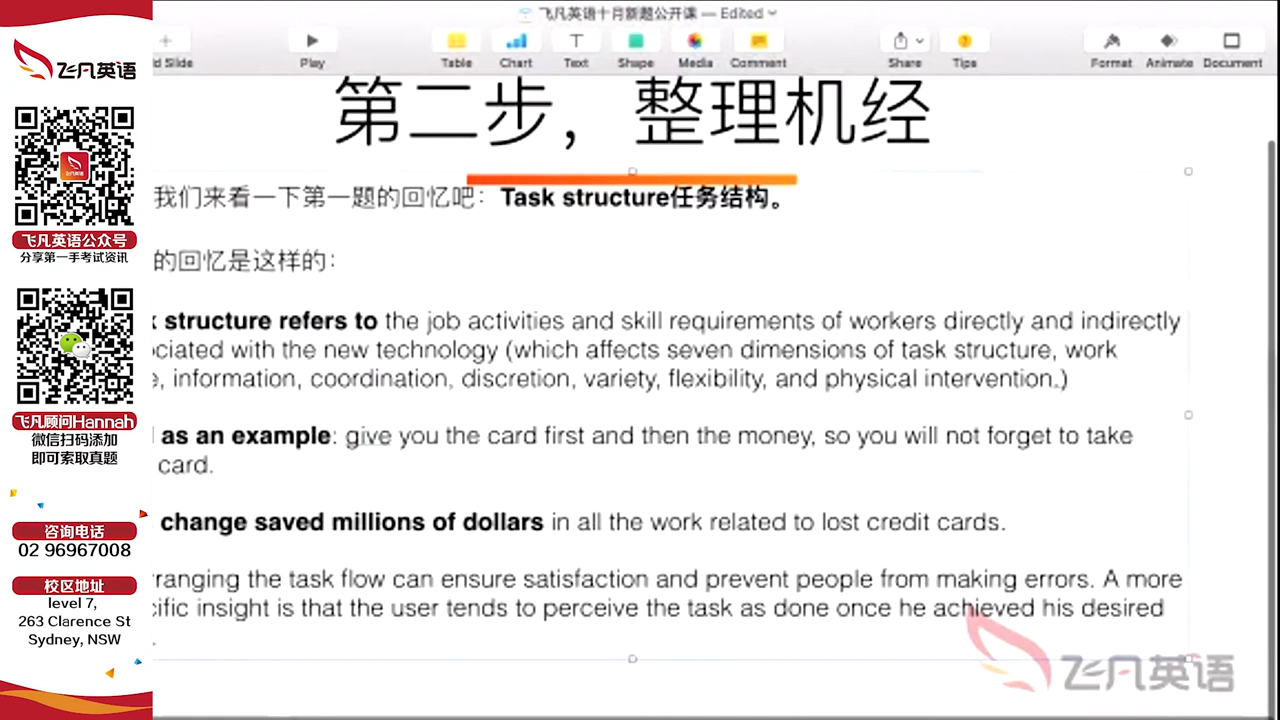 飞凡英语十月新题公开课 — Edited
Slide
Play
Table
Chart
Text
Shape
Media
Comment
Share
Tips
Format
Animate
Document
飞凡英语
飞凡英语公众号
分享第一手考试资讯
飞凡顾问Hannah
微信扫码添加
即可索取真题
咨询电话
02 96967008
校区地址
level 7,
263 Clarence St
Sydney, NSW
第二步，整理机经
我们来看一下第一题的回忆吧：Task structure任务结构。
的回忆是这样的：
structure refers to the job activities and skill requirements of workers directly and indirectly
ociated with the new technology (which affects seven dimensions of task structure, work
, information, coordination, discretion, variety, flexibility, and physical intervention.)
as an example: give you the card first and then the money, so you will not forget to take
card.
change saved millions of dollars in all the work related to lost credit cards.
rranging the task flow can ensure satisfaction and prevent people from making errors. A more
cific insight is that the user tends to perceive the task as done once he achieved his desired
飞凡英语